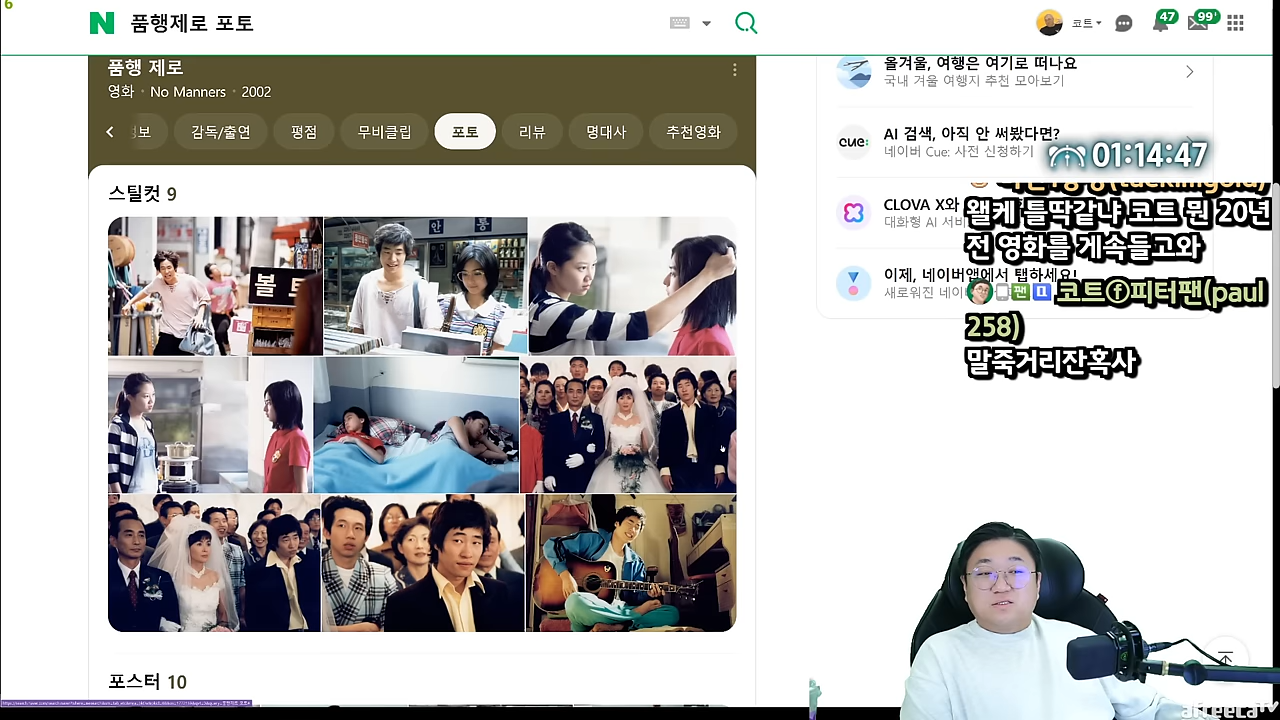 6
N 품행제로 포토
코트
47
99+
품행 제로
영화 · No Manners · 2002
감독/출연
평점
무비클립
포토
리뷰
명대사
추천영화
스틸컷 9
볼
안
통
포스터 10
올겨울, 여행은 여기로 떠나요
국내 겨울 여행지 추천 모아보기
cue:
AI 검색, 아직 안 써봤다면?
네이버 Cue: 사전 신청하기
01:14:47
CLOVA X와
대화형 AI 서비
이제, 네이버앱에서 탭하세요!
새로워진 네이
왤케 틀딱같냐 코트 뭔 20년
전 영화를 게속들고와
팬
코트ⓕ피터팬(paul
258)
말죽거리잔혹사
afreecaTV